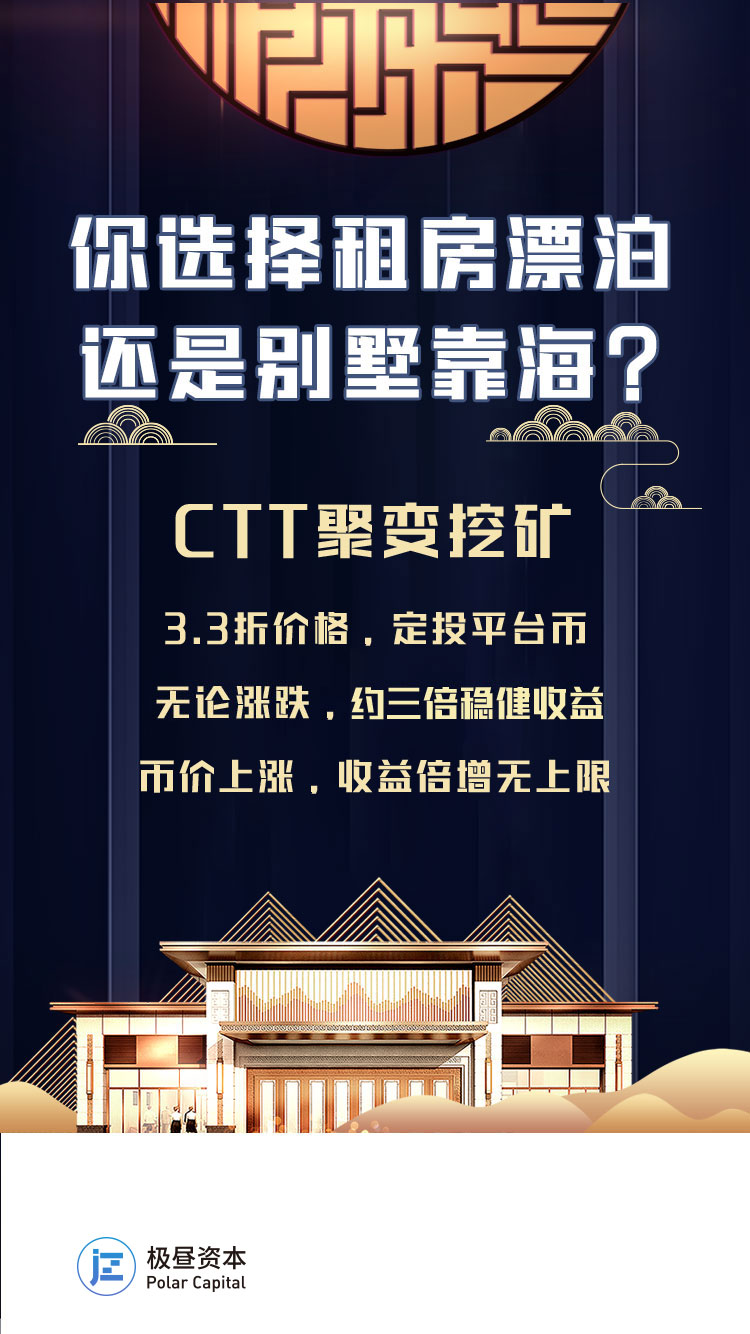 你选择租房漂泊
还是别墅靠海？
CTT聚变挖矿
3.3折价格，定投平台币
无论涨跌，约三倍稳健收益
币价上涨，收益倍增无上限
极昼资本
Polar Capital